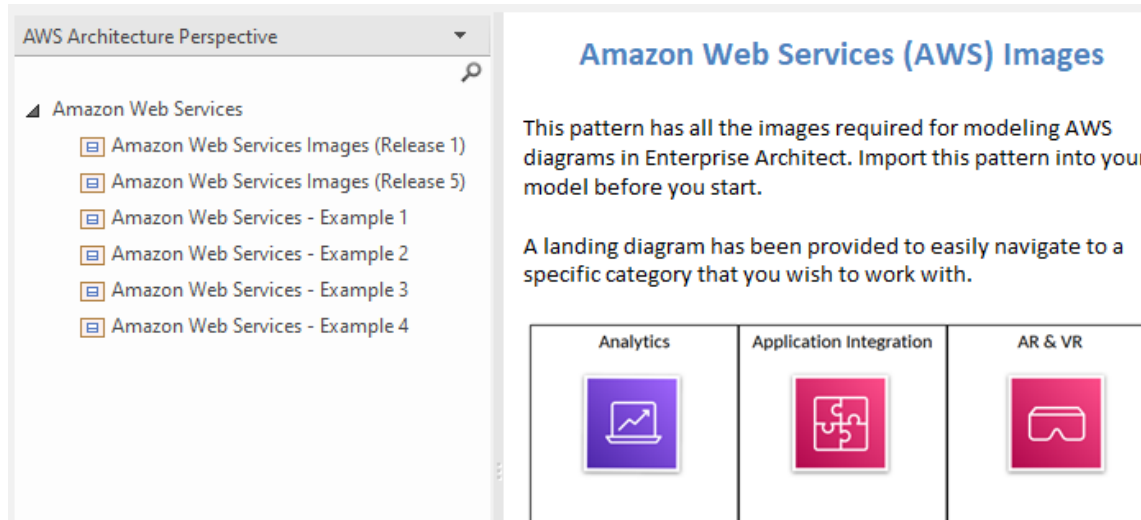 AWS Architecture Perspective
Amazon Web Services
Amazon Web Services Images (Release 1)
Amazon Web Services Images (Release 5)
Amazon Web Services - Example 1
Amazon Web Services - Example 2
Amazon Web Services - Example 3
Amazon Web Services - Example 4
Amazon Web Services (AWS) Images
This pattern has all the images required for modeling AWS
diagrams in Enterprise Architect. Import this pattern into your
model before you start.
A landing diagram has been provided to easily navigate to a
specific category that you wish to work with.
Analytics
Application Integration
AR & VR